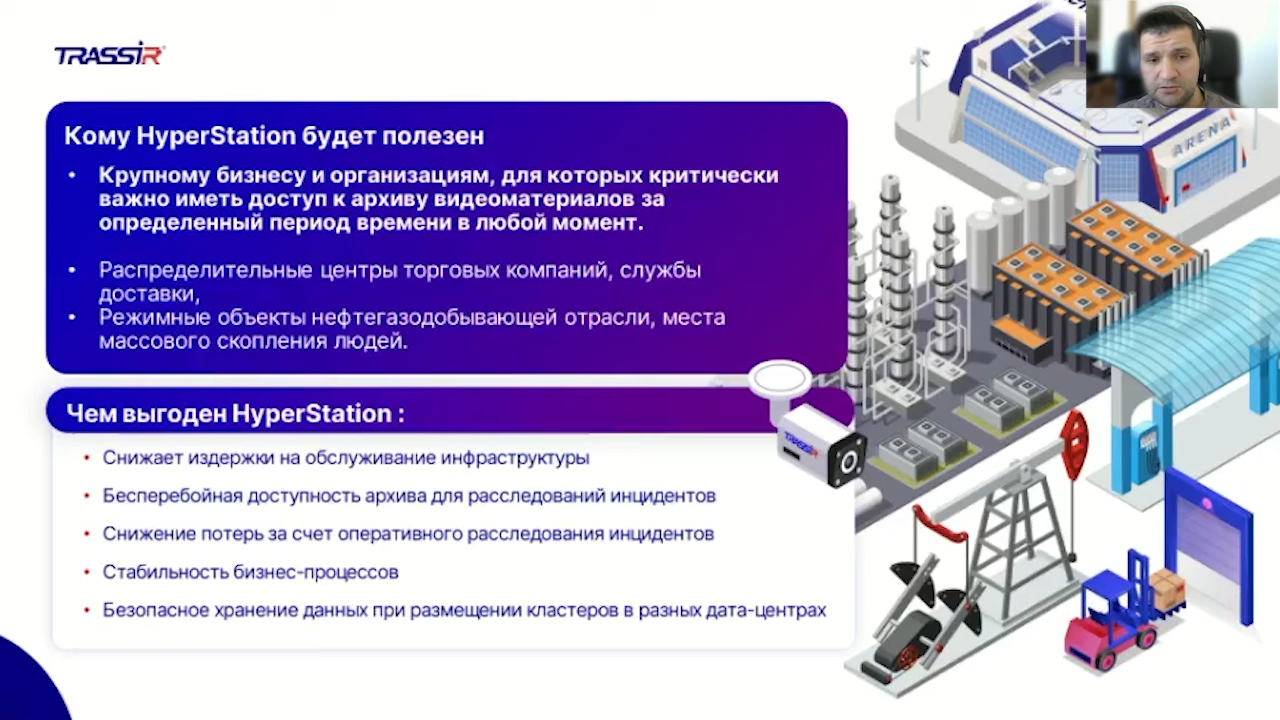 TRASSIR
Кому HyperStation будет полезен
• Крупному бизнесу и организациям, для которых критически
важно иметь доступ к архиву видеоматериалов за
определенный период времени в любой момент.
• Распределительные центры торговых компаний, службы
доставки,
• Режимные объекты нефтегазодобывающей отрасли, места
массового скопления людей.
Чем выгоден HyperStation :
• Снижает издержки на обслуживание инфраструктуры
• Бесперебойная доступность архива для расследований инцидентов
• Снижение потерь за счет оперативного расследования инцидентов
• Стабильность бизнес-процессов
• Безопасное хранение данных при размещении кластеров в разных дата-центрах
ARENA
TRASSIR